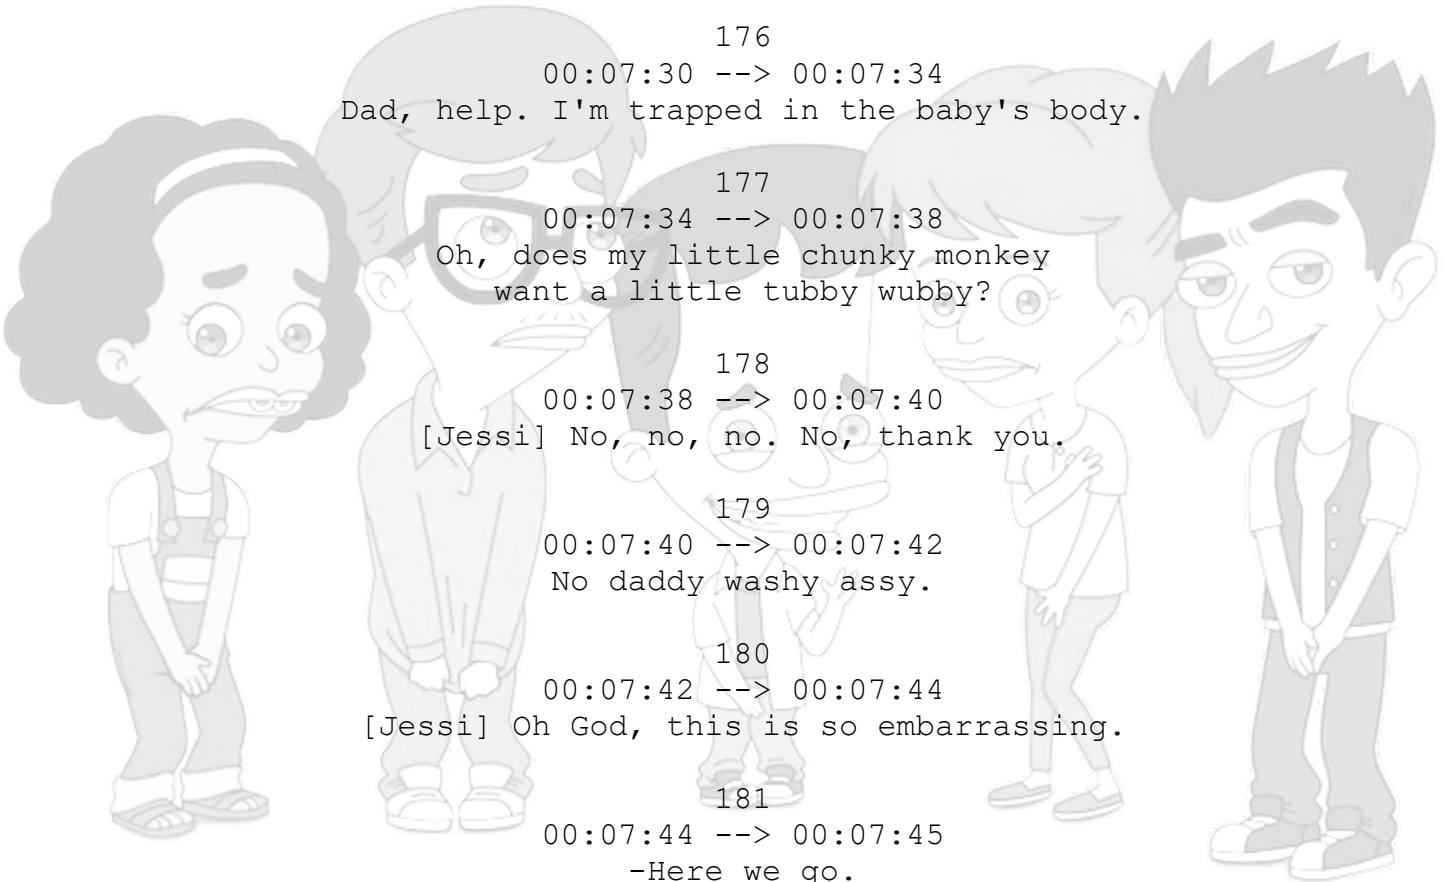 176
00:07:30 --> 00:07:34
Dad, help. I'm trapped in the baby's body.
177
00:07:34 --> 00:07:38
Oh, does my little chunky monkey
want a little tubby wubby?
178
00:07:38 --> 00:07:40
[Jessi] No, no, no. No, thank you.
179
00:07:40 --> 00:07:42
No daddy washy assy.
180
00:07:42 --> 00:07:44
[Jessi] Oh God, this is so embarrassing.
181
00:07:44 --> 00:07:45
-Here we go.